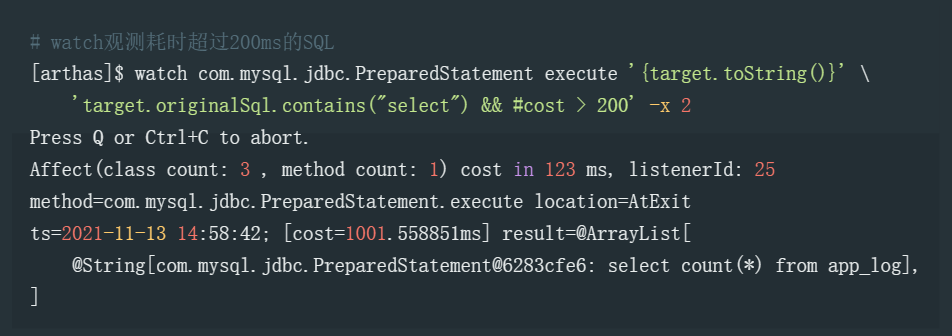 # watch观测耗时超过200ms的SQL
[arthas]$ watch com.mysql.jdbc.PreparedStatement execute '{target.toString()}' \
'target.originalSql.contains("select") && #cost > 200' -x 2
Press Q or Ctrl+C to abort.
Affect(class count: 3 , method count: 1) cost in 123 ms, listenerId: 25
method=com.mysql.jdbc.PreparedStatement.execute location=AtExit
ts=2021-11-13 14:58:42; [cost=1001.558851ms] result=@ArrayList[
@String[com.mysql.jdbc.PreparedStatement@6283cfe6: select count(*) from app_log],
]